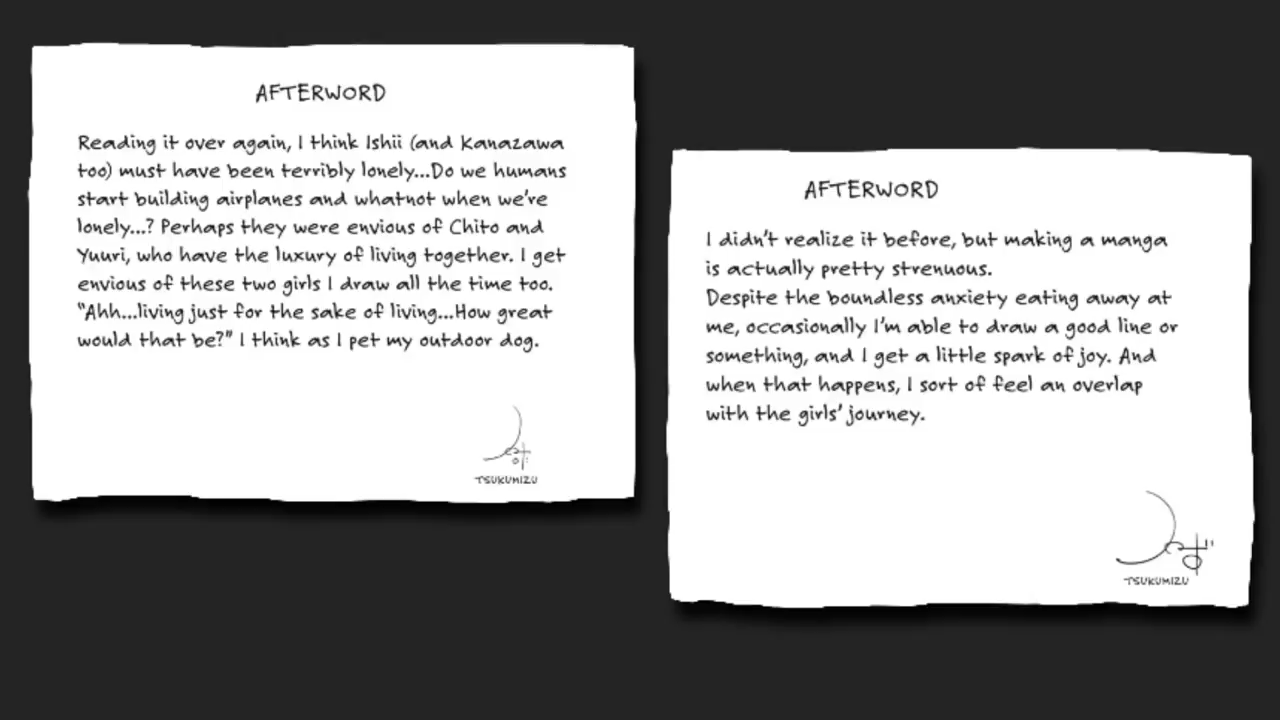 AFTERWORD
Reading it over again, I think Ishii (and Kanazawa
too) must have been terribly lonely...Do we humans
start building airplanes and whatnot when we're
lonely...? Perhaps they were envious of Chito and
Yuuri, who have the luxury of living together. I get
envious of these two girls I draw all the time too.
"Ahh...living just for the sake of living...How great
would that be?" I think as I pet my outdoor dog.
TSUKUMIZU
AFTERWORD
I didn't realize it before, but making a manga
is actually pretty strenuous.
Despite the boundless anxiety eating away at
me, occasionally I'm able to draw a good line or
something, and I get a little spark of joy. And
when that happens, I sort of feel an overlap
with the girls' journey.
TSUKUMIZU